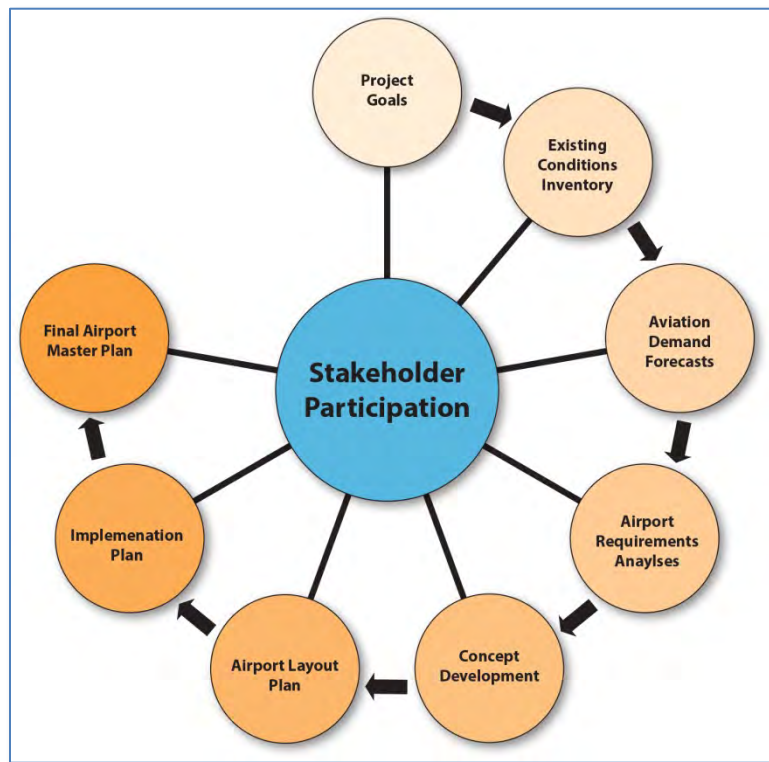 Project
Goals
Existing
Conditions
Inventory
Aviation
Demand
Forecasts
Airport
Requirements
Anaylses
Concept
Development
Airport Layout
Plan
Implemenation
Plan
Final Airport
Master Plan
Stakeholder
Participation